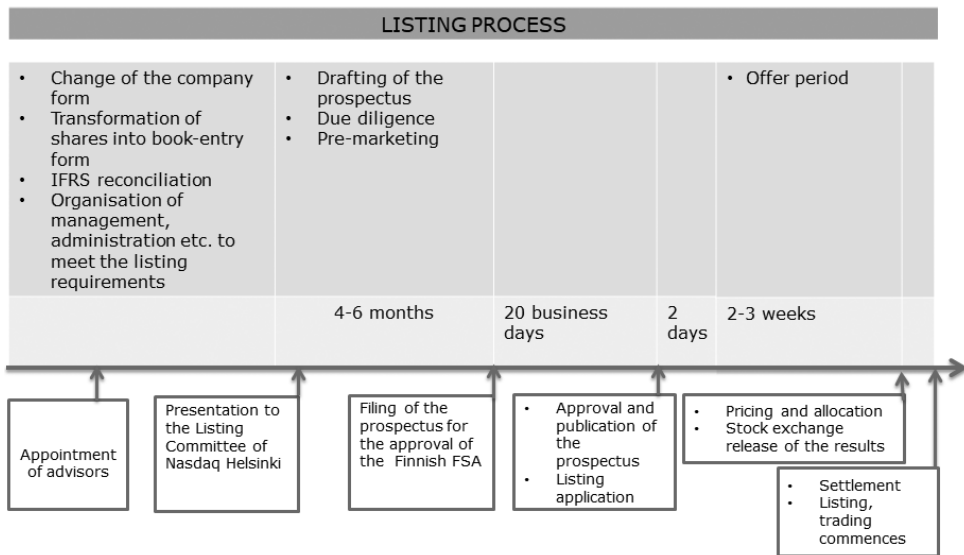 LISTING PROCESS
• Change of the company
form
• Transformation of
shares into book-entry
form
• IFRS reconciliation
• Organisation of
management,
administration etc. to
meet the listing
requirements
• Drafting of the
prospectus
• Due diligence
• Pre-marketing
• Offer period
4-6 months
20 business
days
2
days
2-3 weeks
Appointment
of advisors
Presentation to
the Listing
Committee of
Nasdaq Helsinki
Filing of the
prospectus for
the approval of
the Finnish FSA
• Approval and
publication of
the
prospectus
• Listing
application
• Pricing and allocation
• Stock exchange
release of the results
• Settlement
• Listing,
trading
commences